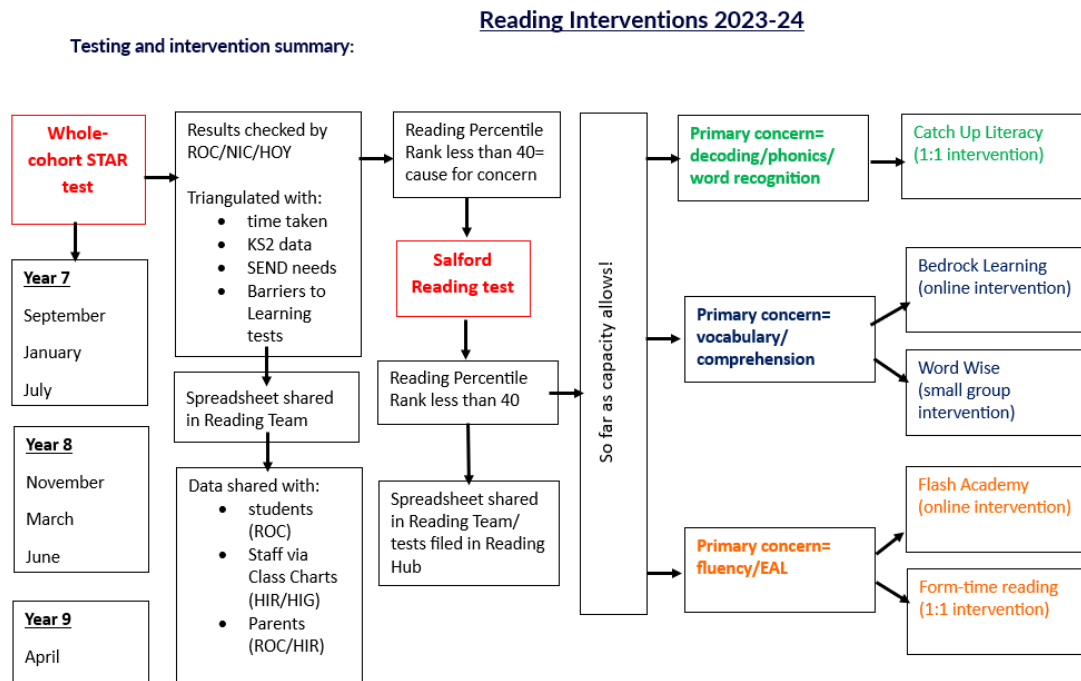 Reading Interventions 2023-24
Testing and intervention summary:
Whole-
cohort STAR
test
Year 7
September
January
July
Year 8
November
March
June
Year 9
April
Results checked by
ROC/NIC/HOY
Triangulated with:
• time taken
• KS2 data
• SEND needs
• Barriers to
Learning
tests
Spreadsheet shared
in Reading Team
Data shared with:
• students
(ROC)
• Staff via
Class Charts
(HIR/HIG)
• Parents
(ROC/HIR)
Reading Percentile
Rank less than 40=
cause for concern
Salford
Reading test
Reading Percentile
Rank less than 40
Spreadsheet shared
in Reading Team/
tests filed in Reading
Hub
So far as capacity allows!
Primary concern=
decoding/phonics/
word recognition
Catch Up Literacy
(1:1 intervention)
Primary concern=
vocabulary/
comprehension
Bedrock Learning
(online intervention)
Word Wise
(small group
intervention)
Primary concern=
fluency/EAL
Flash Academy
(online intervention)
Form-time reading
(1:1 intervention)